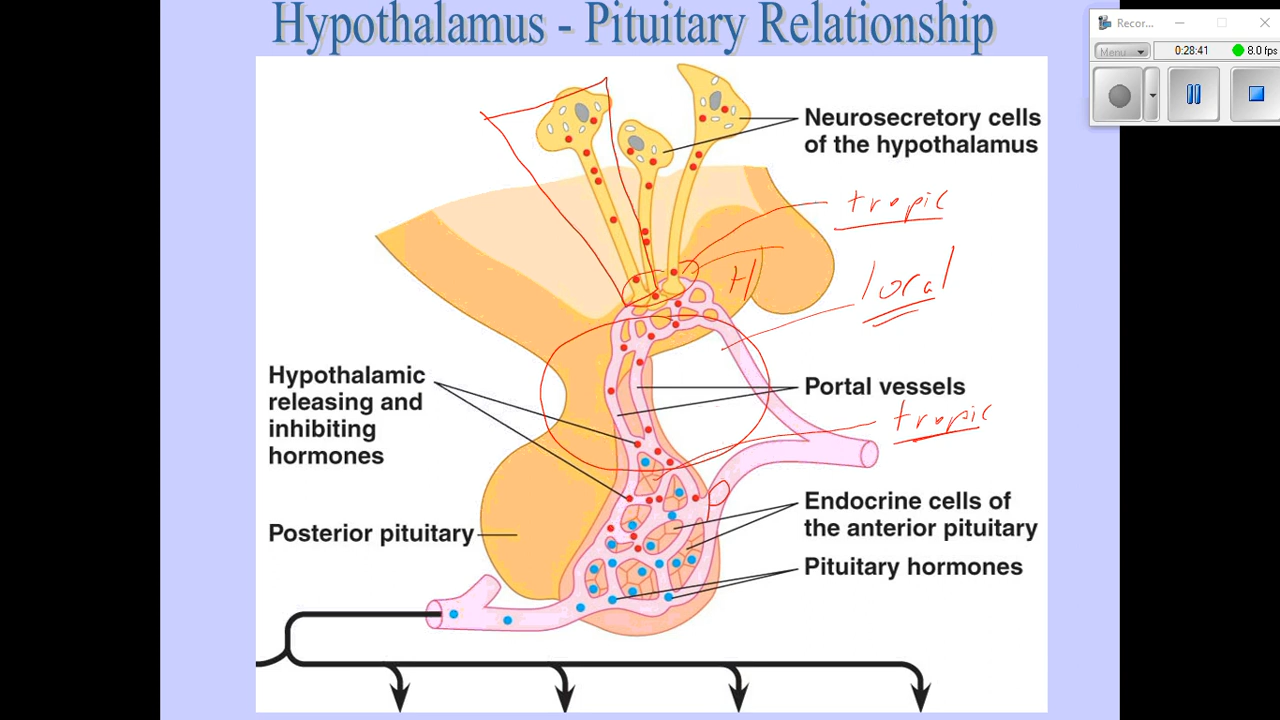 Hypothalamus - Pituitary Relationship
Recor...
Menu
0:28:41
8.0 fps
Neurosecretory cells
of the hypothalamus
tropic
H
local
Hypothalamic
releasing and
inhibiting
hormones
Portal vessels
tropic
Posterior pituitary
Endocrine cells of
the anterior pituitary
Pituitary hormones